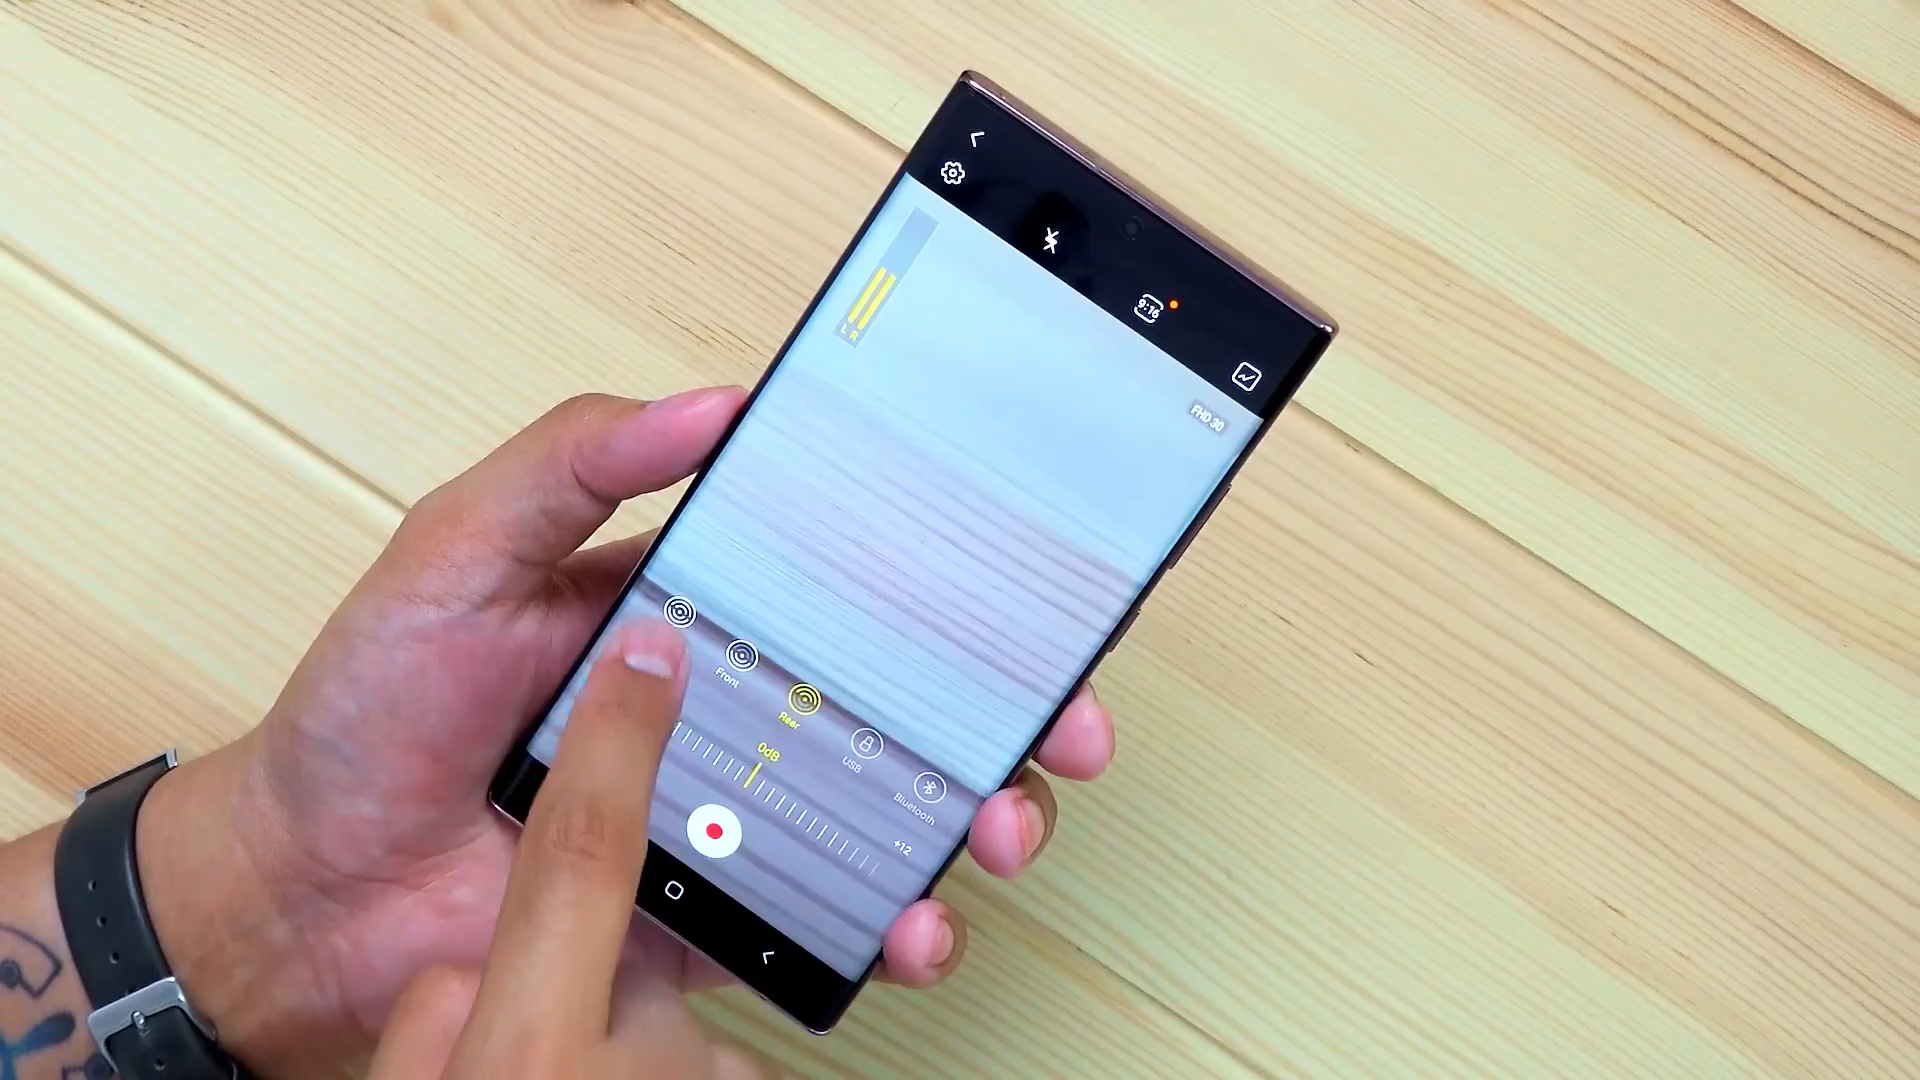 9:16
FHD 30
L R
Front
Rear
USB
Bluetooth
0dB
+12